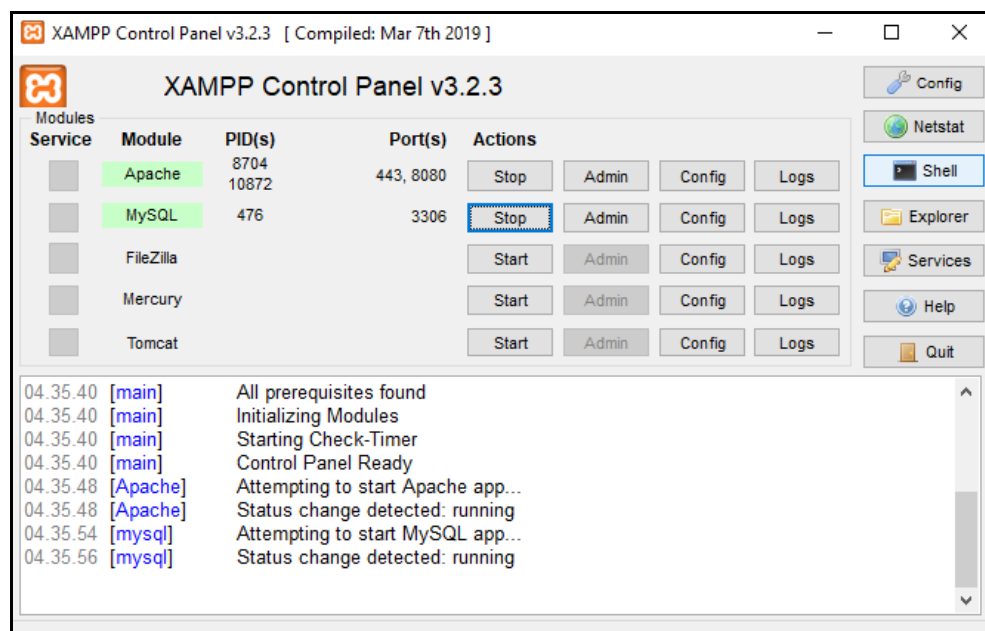 XAMPP Control Panel v3.2.3 [ Compiled: Mar 7th 2019 ]
XAMPP Control Panel v3.2.3
Config
Modules
Netstat
Service Module PID(s) Port(s) Actions
Apache 8704 10872 443, 8080 Stop Admin Config Logs
Shell
MySQL 476 3306 Stop Admin Config Logs
Explorer
FileZilla Start Admin Config Logs
Services
Mercury Start Admin Config Logs
Help
Tomcat Start Admin Config Logs
Quit
04.35.40 [main] All prerequisites found
04.35.40 [main] Initializing Modules
04.35.40 [main] Starting Check-Timer
04.35.40 [main] Control Panel Ready
04.35.48 [Apache] Attempting to start Apache app...
04.35.48 [Apache] Status change detected: running
04.35.54 [mysql] Attempting to start MySQL app...
04.35.56 [mysql] Status change detected: running